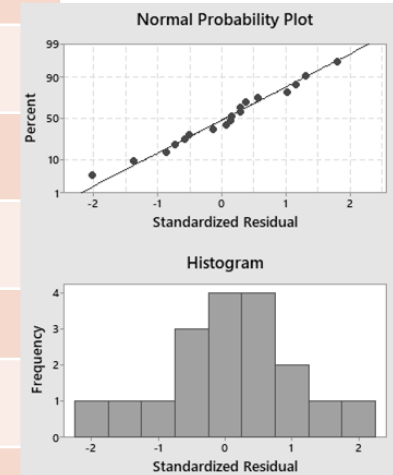 Normal Probability Plot
99
90
50
10
1
Percent
-2 -1 0 1 2
Standardized Residual
Histogram
4
3
2
1
0
Frequency
-2 -1 0 1 2
Standardized Residual